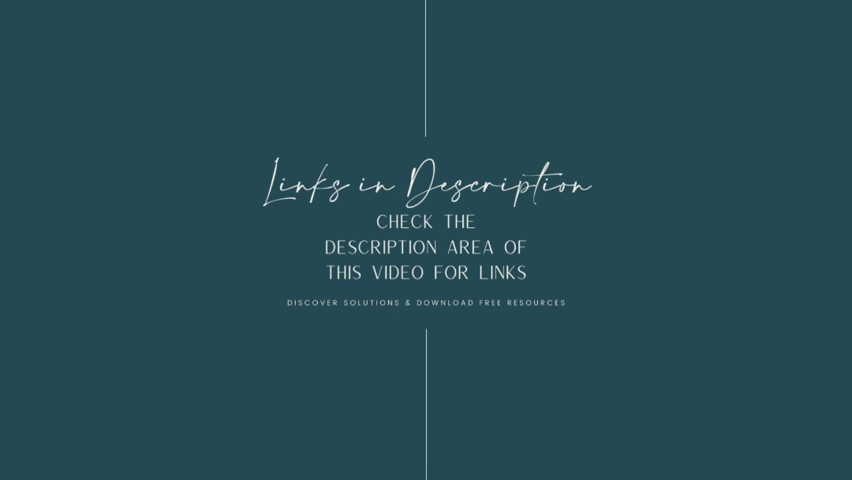 Links in Description
CHECK THE
DESCRIPTION AREA OF
THIS VIDEO FOR LINKS
DISCOVER SOLUTIONS & DOWNLOAD FREE RESOURCES